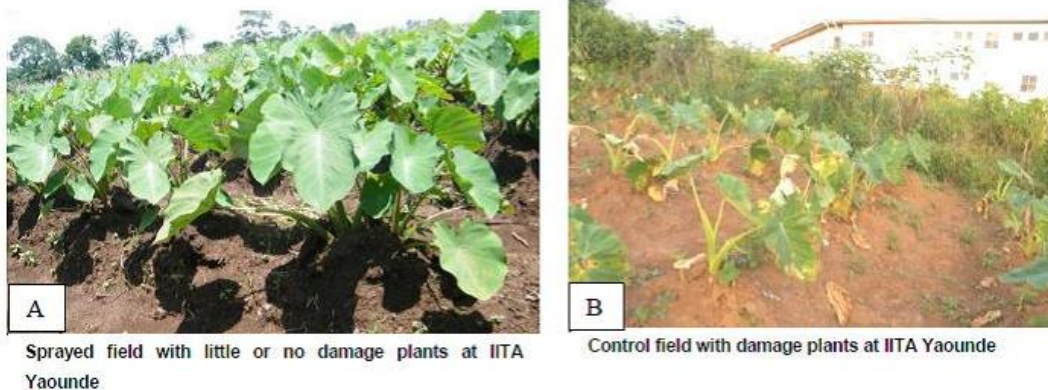 A
Sprayed field with little or no damage plants at IITA
Yaounde
B
Control field with damage plants at IITA Yaounde